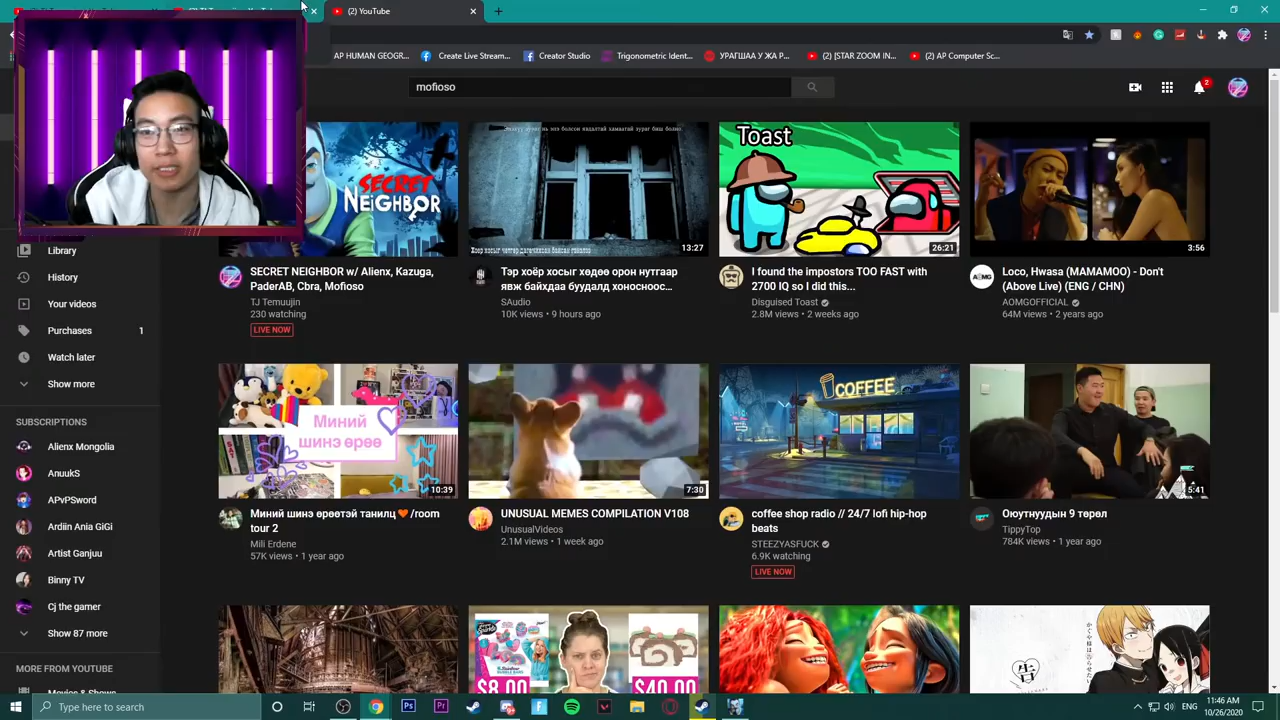 (2) YouTube
AP HUMAN GEOGR...
Create Live Stream...
Creator Studio
Trigonometric Ident...
УРАГШАА У ЖА Р...
(2) [STAR ZOOM IN...
(2) AP Computer Sc...
mofioso
2
SECRET NEIGHBOR
13:27
Toast
26:21
3:56
SECRET NEIGHBOR w/ Alienx, Kazuga,
PaderAB, Cbra, Mofioso
TJ Temuujin
230 watching
LIVE NOW
Тэр хоёр хосыг хөдөө орон нутгаар
явж байхдаа буудалд хоносноос...
SAudio
10K views • 9 hours ago
I found the impostors TOO FAST with
2700 IQ so I did this...
Disguised Toast
2.8M views • 2 weeks ago
AOMG
Loco, Hwasa (MAMAMOO) - Don't
(Above Live) (ENG / CHN)
AOMGOFFICIAL
64M views • 2 years ago
Library
History
Your videos
Purchases 1
Watch later
Show more
SUBSCRIPTIONS
Alienx Mongolia
AnuukS
APvPSword
Ardiin Ania GiGi
Artist Ganjuu
Binny TV
Cj the gamer
Show 87 more
MORE FROM YOUTUBE
Movies & Shows
Миний
шинэ өрөө
10:39
7:30
COFFEE
5:41
Миний шинэ өрөөтэй танилц 🧡 /room
tour 2
Mili Erdene
57K views • 1 year ago
UNUSUAL MEMES COMPILATION V108
UnusualVideos
2.1M views • 1 week ago
coffee shop radio // 24/7 lofi hip-hop
beats
STEEZYASFUCK
6.9K watching
LIVE NOW
Оюутнуудын 9 төрөл
TippyTop
784K views • 1 year ago
$8.00
$40.00
Type here to search
ENG
11:46 AM
10/26/2020